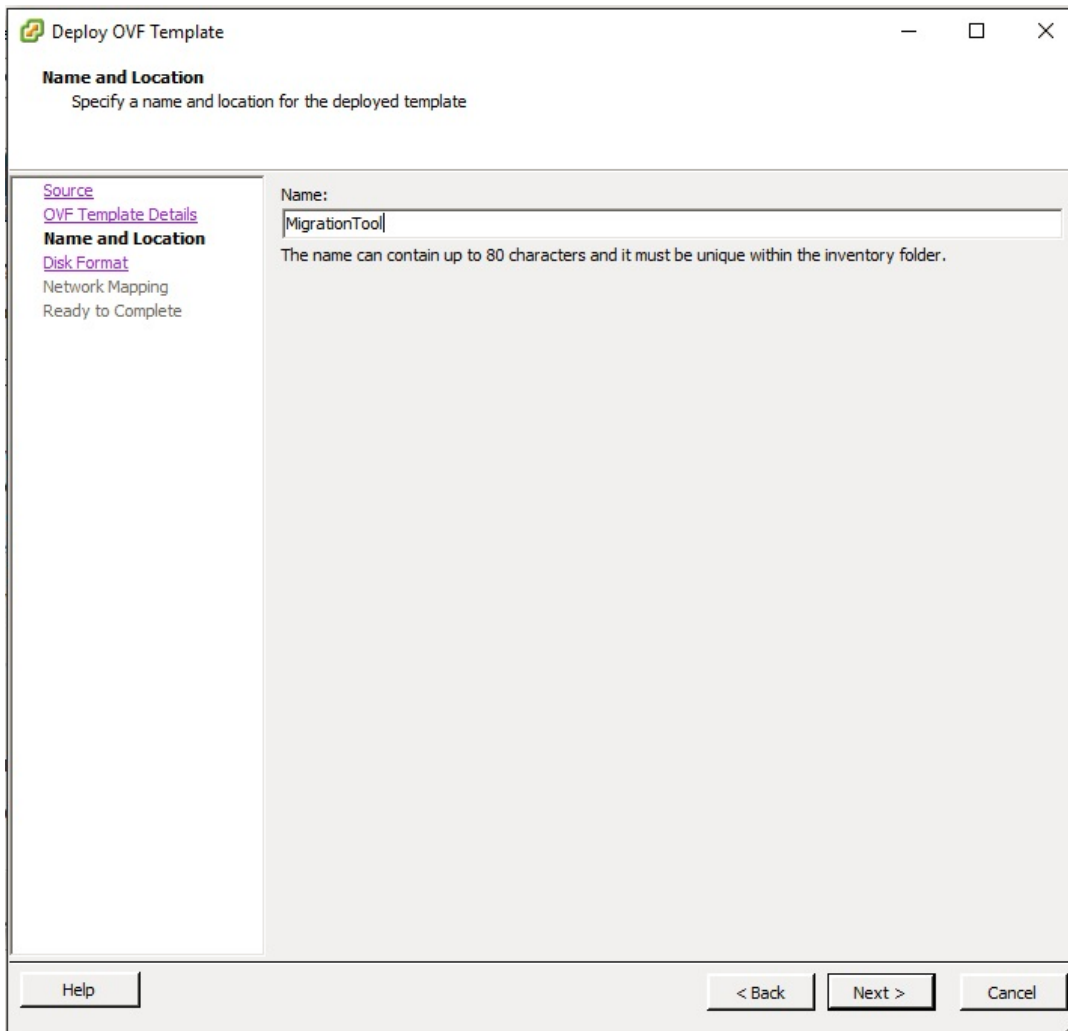 Deploy OVF Template
Name and Location
Specify a name and location for the deployed template
Source
OVF Template Details
Name and Location
Disk Format
Network Mapping
Ready to Complete
Name:
MigrationTool
The name can contain up to 80 characters and it must be unique within the inventory folder.
Help
< Back
Next >
Cancel